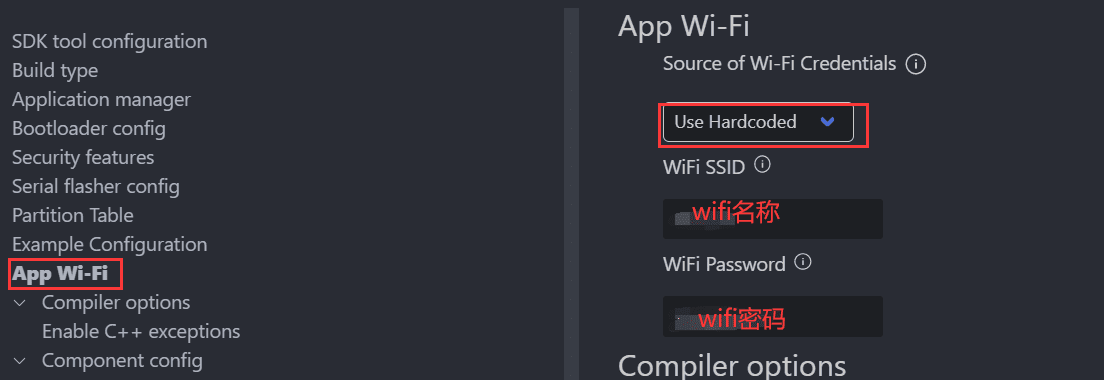 SDK tool configuration
Build type
Application manager
Bootloader config
Security features
Serial flasher config
Partition Table
Example Configuration
App Wi-Fi
Compiler options
Enable C++ exceptions
Component config
App Wi-Fi
Source of Wi-Fi Credentials
Use Hardcoded
WiFi SSID
wifi名称
WiFi Password
wifi密码
Compiler options